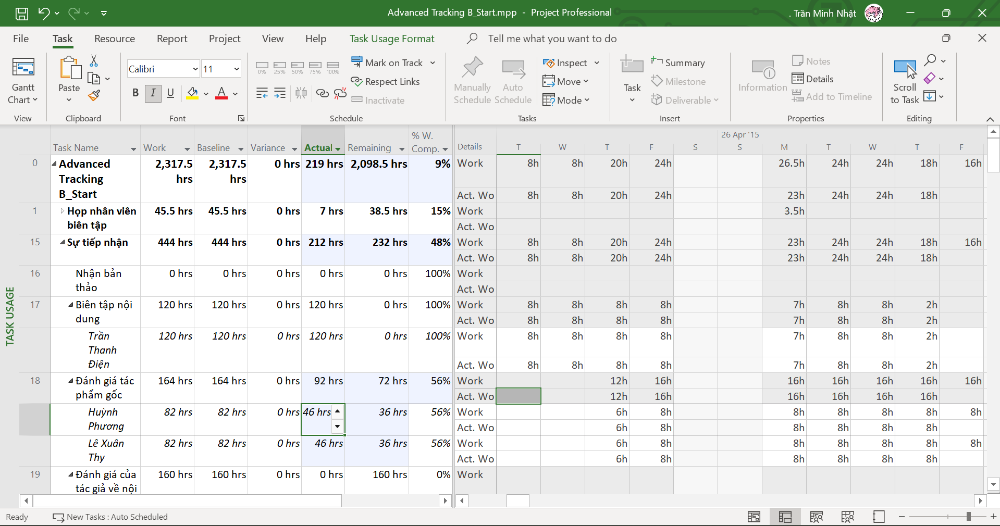 Advanced Tracking B_Start.mpp - Project Professional
. Trần Minh Nhật
File Task Resource Report Project View Help Task Usage Format Tell me what you want to do
Gantt Chart
View
Paste
Clipboard
Calibri 11
B I U A
Font
0% 25% 50% 75% 100%
Mark on Track
Respect Links
Inactivate
Schedule
Manually Schedule
Auto Schedule
Inspect
Move
Mode
Tasks
Task
Summary
Milestone
Deliverable
Insert
Information
Notes
Details
Add to Timeline
Properties
Scroll to Task
Editing
TASK USAGE
Task Name Work Baseline Variance Actual Remaining % W. Comp.
0 Advanced Tracking B_Start 2,317.5 hrs 2,317.5 hrs 0 hrs 219 hrs 2,098.5 hrs 9%
1 Họp nhân viên biên tập 45.5 hrs 45.5 hrs 0 hrs 7 hrs 38.5 hrs 15%
15 Sự tiếp nhận 444 hrs 444 hrs 0 hrs 212 hrs 232 hrs 48%
16 Nhận bản thảo 0 hrs 0 hrs 0 hrs 0 hrs 0 hrs 100%
17 Biên tập nội dung 120 hrs 120 hrs 0 hrs 120 hrs 0 hrs 100%
Trần Thanh Điện 120 hrs 120 hrs 0 hrs 120 hrs 0 hrs 100%
18 Đánh giá tác phẩm gốc 164 hrs 164 hrs 0 hrs 92 hrs 72 hrs 56%
Huỳnh Phương 82 hrs 82 hrs 0 hrs 46 hrs 36 hrs 56%
Lê Xuân Thy 82 hrs 82 hrs 0 hrs 46 hrs 36 hrs 56%
19 Đánh giá của tác giả về nội 160 hrs 160 hrs 0 hrs 0 hrs 160 hrs 0%
26 Apr '15
Details T W T F S S M T W T F
Work 8h 8h 20h 24h 26.5h 24h 24h 18h 16h
Act. Wo 8h 8h 20h 24h 23h 24h 24h 18h
Work 3.5h
Act. Wo
Work 8h 8h 20h 24h 23h 24h 24h 18h 16h
Act. Wo 8h 8h 20h 24h 23h 24h 24h 18h
Work
Act. Wo
Work 8h 8h 8h 8h 7h 8h 8h 2h
Act. Wo 8h 8h 8h 8h 7h 8h 8h 2h
Work 8h 8h 8h 8h 7h 8h 8h 2h
Act. Wo 8h 8h 8h 8h 7h 8h 8h 2h
Work 12h 16h 16h 16h 16h 16h 16h
Act. Wo 12h 16h 16h 16h 16h 16h
Work 6h 8h 8h 8h 8h 8h 8h
Act. Wo 6h 8h 8h 8h 8h 8h
Work 6h 8h 8h 8h 8h 8h 8h
Act. Wo 6h 8h 8h 8h 8h 8h
Work
Ready New Tasks : Auto Scheduled